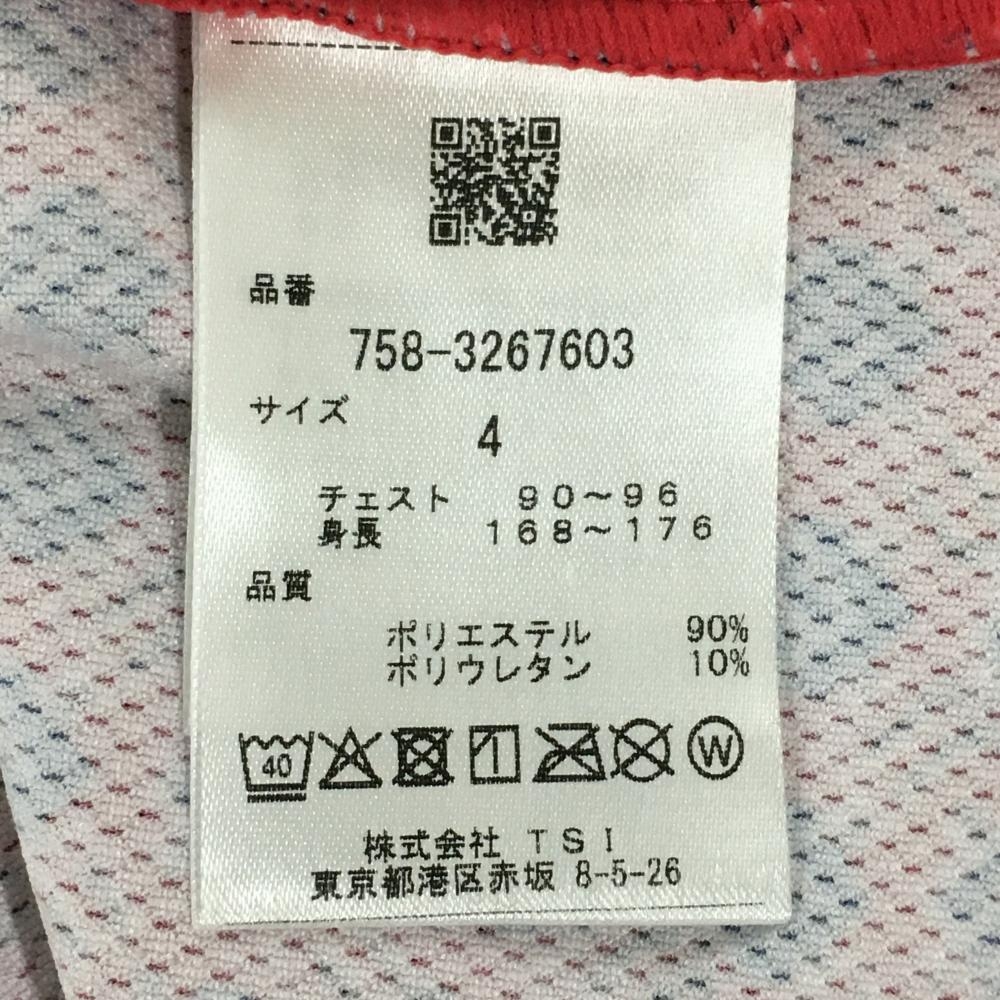 品番
758-3267603
サイズ
4
チェスト 90～96
身長 168～176
品質
ポリエステル 90%
ポリウレタン 10%
40 W
株式会社 TSI
東京都港区赤坂 8-5-26